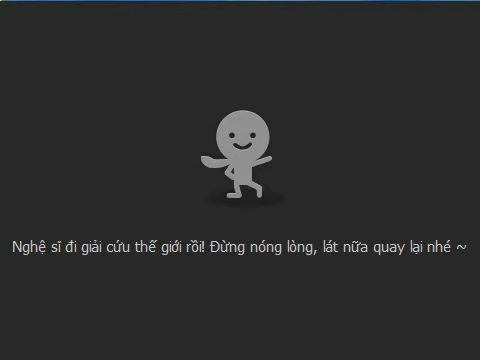 Nghệ sĩ đi giải cứu thế giới rồi! Đừng nóng lòng, lát nữa quay lại nhé ~